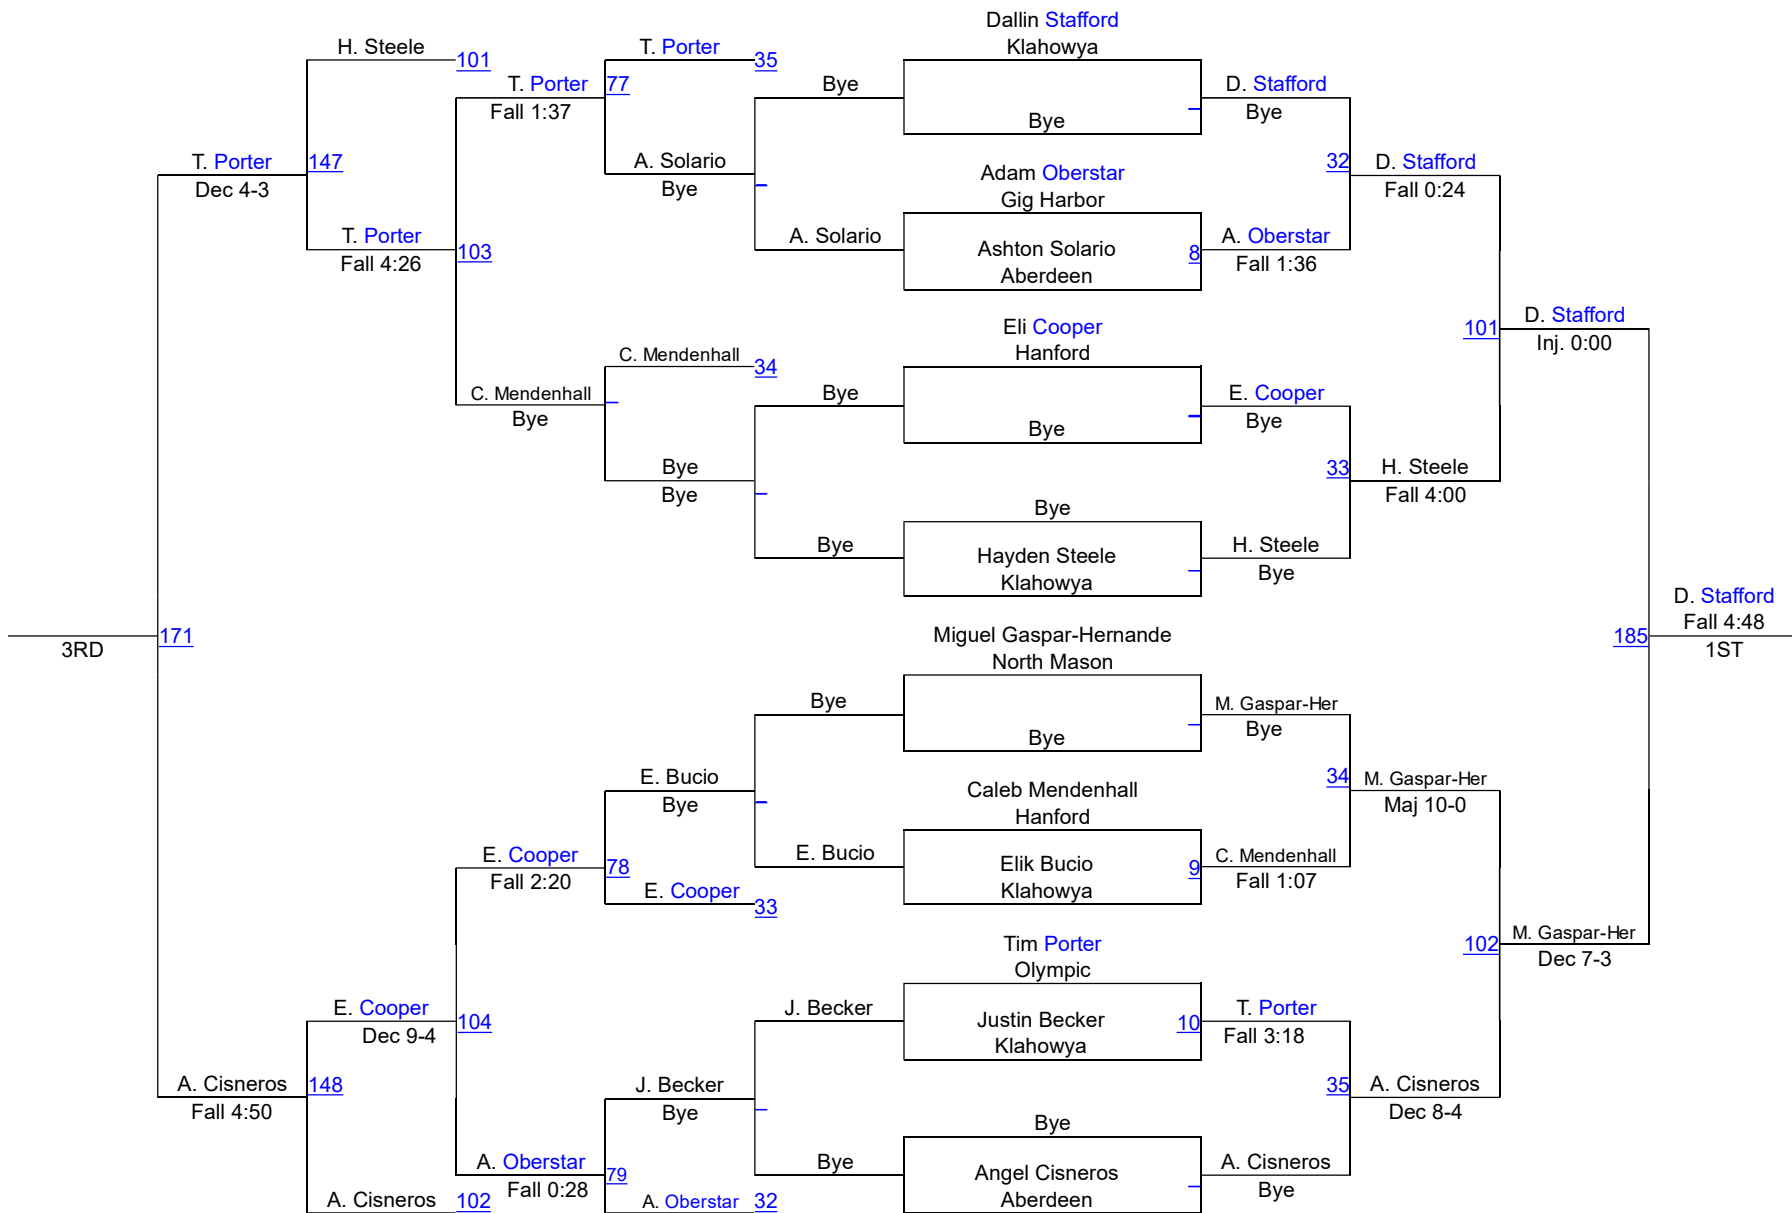 Dallin Stafford
Klahowya
H. Steele
101
T. Porter
35
T. Porter
77
Fall 1:37
Bye
D. Stafford
Bye
Bye
T. Porter
147
Dec 4-3
A. Solario
Bye
Adam Oberstar
Gig Harbor
32
D. Stafford
Fall 0:24
T. Porter
103
Fall 4:26
A. Solario
Ashton Solario
Aberdeen
8
A. Oberstar
Fall 1:36
Eli Cooper
Hanford
101
D. Stafford
Inj. 0:00
C. Mendenhall
34
C. Mendenhall
Bye
Bye
E. Cooper
Bye
Bye
Bye
Bye
33
H. Steele
Fall 4:00
Bye
Bye
Hayden Steele
Klahowya
H. Steele
Bye
D. Stafford
Fall 4:48
185
1ST
171
3RD
Miguel Gaspar-Hernande
North Mason
Bye
M. Gaspar-Her
Bye
Bye
E. Bucio
Bye
Caleb Mendenhall
Hanford
34
M. Gaspar-Her
Maj 10-0
E. Cooper
78
Fall 2:20
E. Bucio
Elik Bucio
Klahowya
9
C. Mendenhall
Fall 1:07
E. Cooper
33
Tim Porter
Olympic
102
M. Gaspar-Her
Dec 7-3
E. Cooper
104
Dec 9-4
J. Becker
Justin Becker
Klahowya
10
T. Porter
Fall 3:18
A. Cisneros
148
Fall 4:50
J. Becker
Bye
35
A. Cisneros
Dec 8-4
Bye
A. Oberstar
79
Fall 0:28
Bye
Angel Cisneros
Aberdeen
A. Cisneros
Bye
A. Cisneros
102
A. Oberstar
32